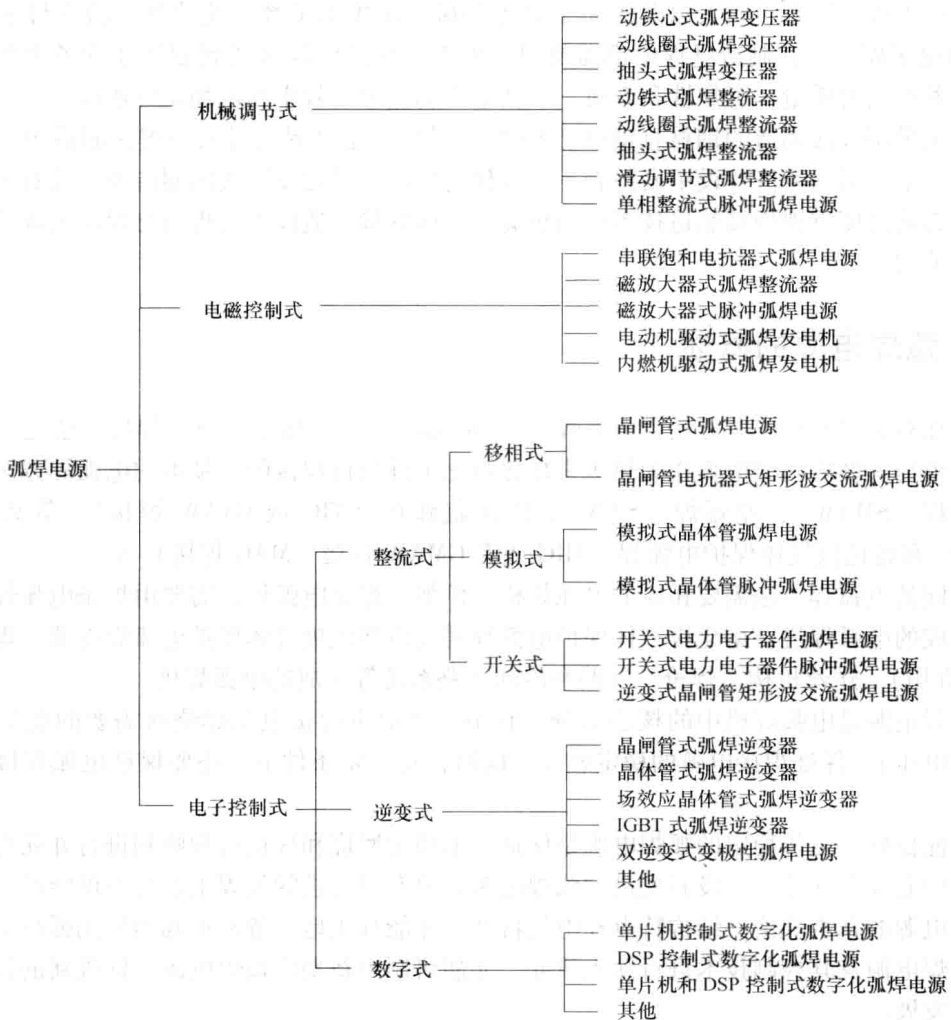 动铁心式弧焊变压器
动线圈式弧焊变压器
抽头式弧焊变压器
动铁式弧焊整流器
机械调节式
动线圈式弧焊整流器
抽头式弧焊整流器
滑动调节式弧焊整流器
单相整流式脉冲弧焊电源
串联饱和电抗器式弧焊电源
磁放大器式弧焊整流器
电磁控制式
磁放大器式脉冲弧焊电源
电动机驱动式弧焊发电机
内燃机驱动式弧焊发电机
弧焊电源
晶闸管式弧焊电源
移相式
晶闸管电抗器式矩形波交流弧焊电源
模拟式晶体管弧焊电源
整流式
模拟式
模拟式晶体管脉冲弧焊电源
开关式电力电子器件弧焊电源
开关式
开关式电力电子器件脉冲弧焊电源
逆变式晶闸管矩形波交流弧焊电源
晶闸管式弧焊逆变器
晶体管式弧焊逆变器
电子控制式
逆变式
场效应晶体管式弧焊逆变器
IGBT 式弧焊逆变器
双逆变式变极性弧焊电源
其他
单片机控制式数字化弧焊电源
数字式
DSP 控制式数字化弧焊电源
单片机和 DSP 控制式数字化弧焊电源
其他